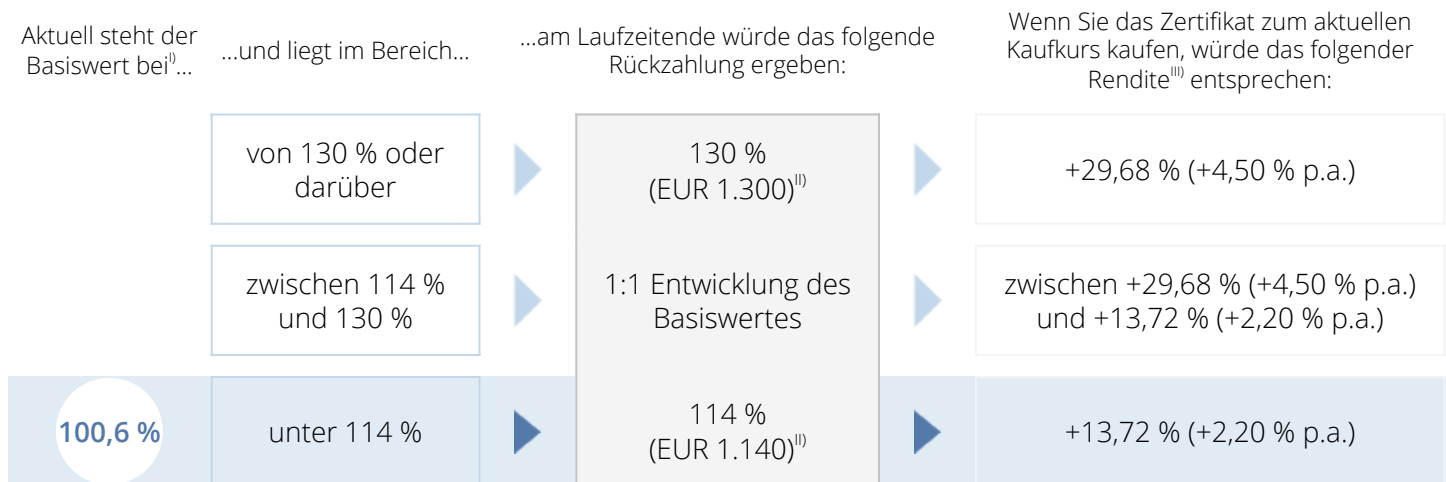 Aktuell steht der
Basiswert bei^I)...
...und liegt im Bereich...
...am Laufzeitende würde das folgende
Rückzahlung ergeben:
Wenn Sie das Zertifikat zum aktuellen
Kaufkurs kaufen, würde das folgender
Rendite^III) entsprechen:
von 130 % oder
darüber
130 %
(EUR 1.300)^II)
+29,68 % (+4,50 % p.a.)
zwischen 114 %
und 130 %
1:1 Entwicklung des
Basiswertes
zwischen +29,68 % (+4,50 % p.a.)
und +13,72 % (+2,20 % p.a.)
100,6 %
unter 114 %
114 %
(EUR 1.140)^II)
+13,72 % (+2,20 % p.a.)